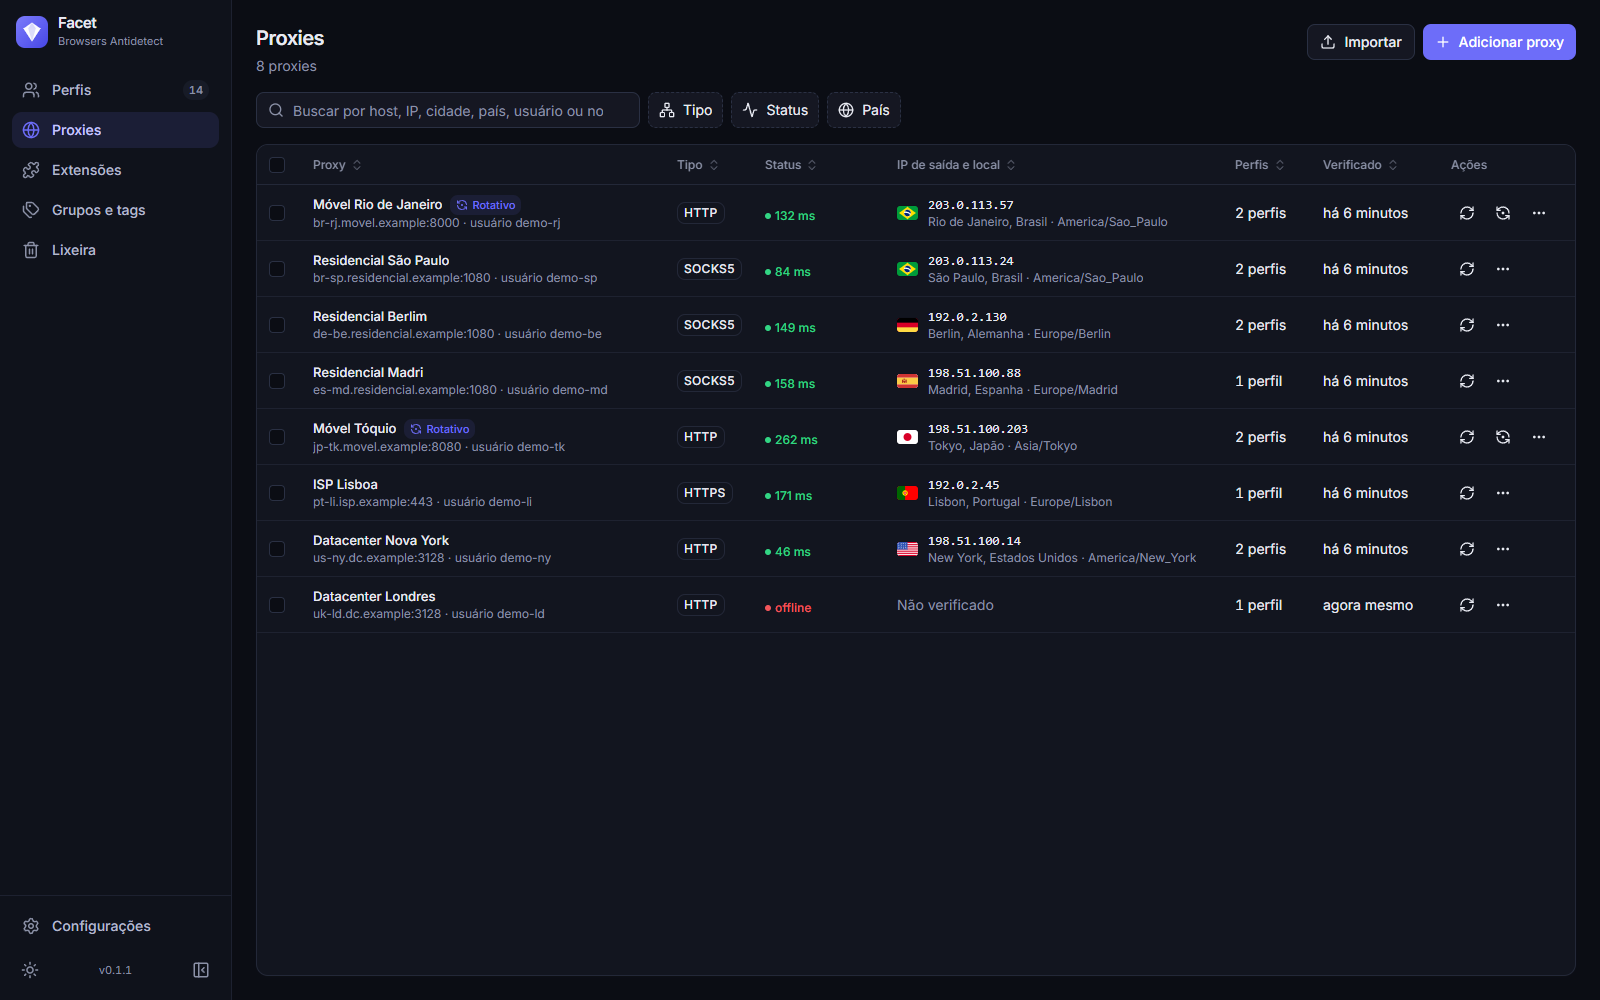 Facet
Browsers Antidetect
Perfis 14
Proxies
Extensões
Grupos e tags
Lixeira
Configurações
v0.1.1
Proxies
8 proxies
Importar
Adicionar proxy
Buscar por host, IP, cidade, país, usuário ou no
Tipo
Status
País
Proxy Tipo Status IP de saída e local Perfis Verificado Ações
Móvel Rio de Janeiro Rotativo
br-rj.movel.example:8000 · usuário demo-rj
HTTP
132 ms
203.0.113.57
Rio de Janeiro, Brasil · America/Sao_Paulo
2 perfis
há 6 minutos
Residencial São Paulo
br-sp.residencial.example:1080 · usuário demo-sp
SOCKS5
84 ms
203.0.113.24
São Paulo, Brasil · America/Sao_Paulo
2 perfis
há 6 minutos
Residencial Berlim
de-be.residencial.example:1080 · usuário demo-be
SOCKS5
149 ms
192.0.2.130
Berlin, Alemanha · Europe/Berlin
2 perfis
há 6 minutos
Residencial Madri
es-md.residencial.example:1080 · usuário demo-md
SOCKS5
158 ms
198.51.100.88
Madrid, Espanha · Europe/Madrid
1 perfil
há 6 minutos
Móvel Tóquio Rotativo
jp-tk.movel.example:8080 · usuário demo-tk
HTTP
262 ms
198.51.100.203
Tokyo, Japão · Asia/Tokyo
2 perfis
há 6 minutos
ISP Lisboa
pt-li.isp.example:443 · usuário demo-li
HTTPS
171 ms
192.0.2.45
Lisbon, Portugal · Europe/Lisbon
1 perfil
há 6 minutos
Datacenter Nova York
us-ny.dc.example:3128 · usuário demo-ny
HTTP
46 ms
198.51.100.14
New York, Estados Unidos · America/New_York
2 perfis
há 6 minutos
Datacenter Londres
uk-ld.dc.example:3128 · usuário demo-ld
HTTP
offline
Não verificado
1 perfil
agora mesmo